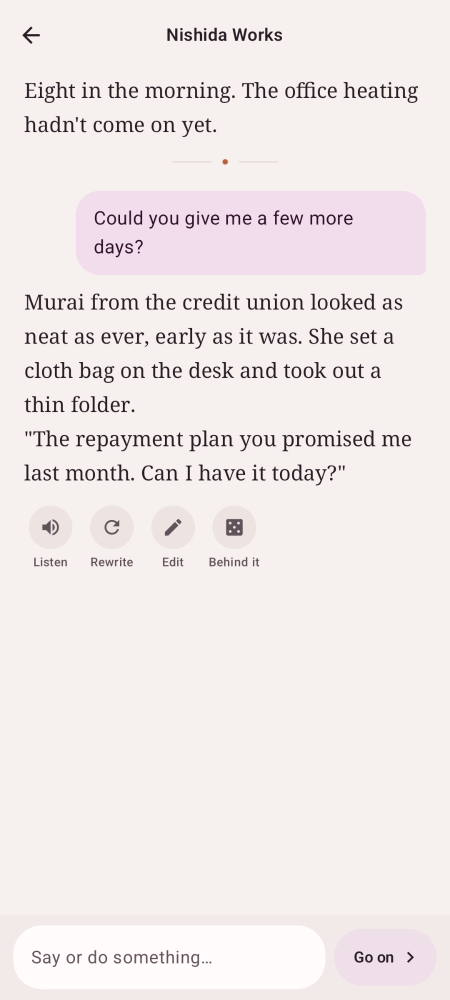 Nishida Works
Eight in the morning. The office heating
hadn't come on yet.
Could you give me a few more
days?
Murai from the credit union looked as
neat as ever, early as it was. She set a
cloth bag on the desk and took out a
thin folder.
"The repayment plan you promised me
last month. Can I have it today?"
Listen
Rewrite
Edit
Behind it
Say or do something…
Go on